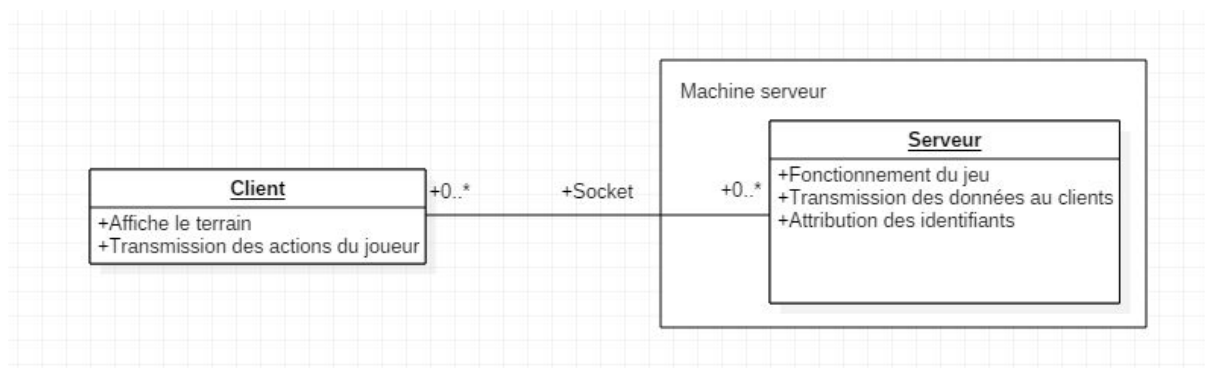 Client
+Affiche le terrain
+Transmission des actions du joueur
+0..*
+Socket
+0..*
Machine serveur
Serveur
+Fonctionnement du jeu
+Transmission des données au clients
+Attribution des identifiants